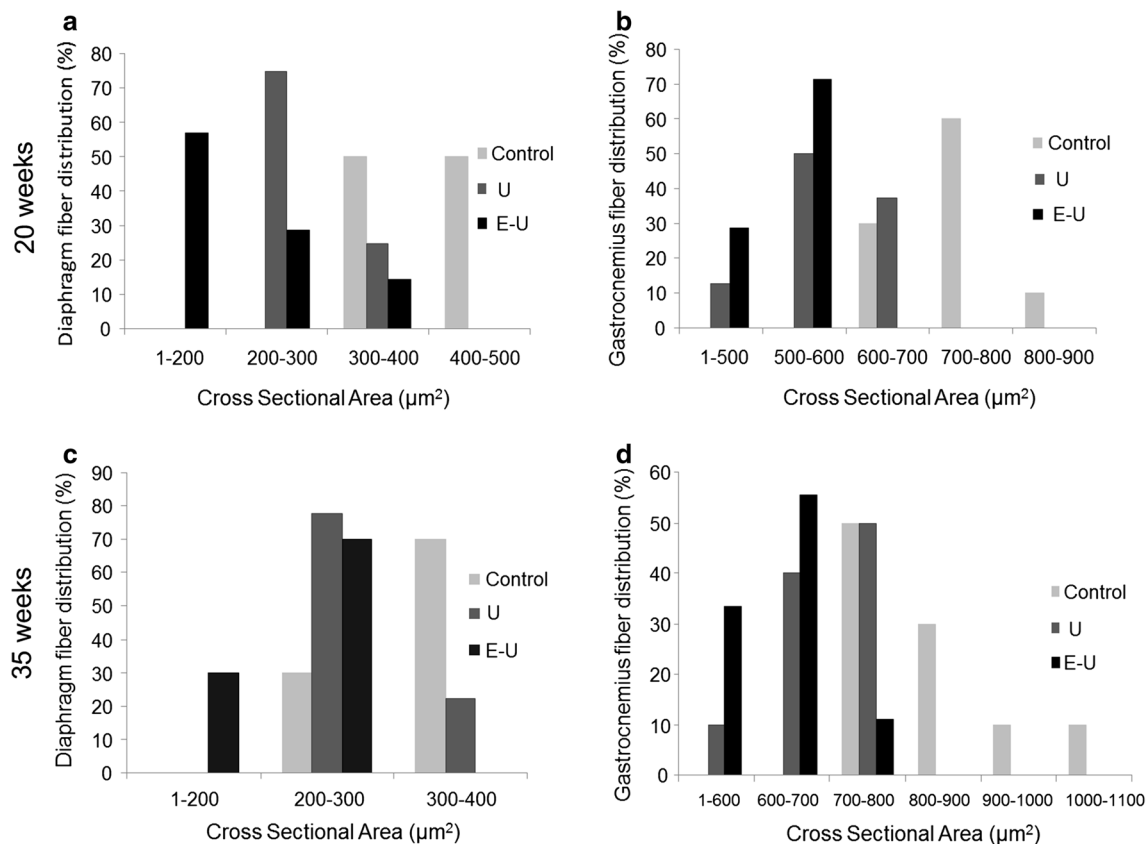 a
Diaphragm fiber distribution (%)
80
70
60
50
40
30
20
10
0
1-200 200-300 300-400 400-500
Cross Sectional Area (µm²)
Control
U
E-U
20 weeks
b
Gastrocnemius fiber distribution (%)
80
70
60
50
40
30
20
10
0
1-500 500-600 600-700 700-800 800-900
Cross Sectional Area (µm²)
Control
U
E-U
c
Diaphragm fiber distribution (%)
90
80
70
60
50
40
30
20
10
0
1-200 200-300 300-400
Cross Sectional Area (µm²)
Control
U
E-U
35 weeks
d
Gastrocnemius fiber distribution (%)
60
50
40
30
20
10
0
1-600 600-700 700-800 800-900 900-1000 1000-1100
Cross Sectional Area (µm²)
Control
U
E-U